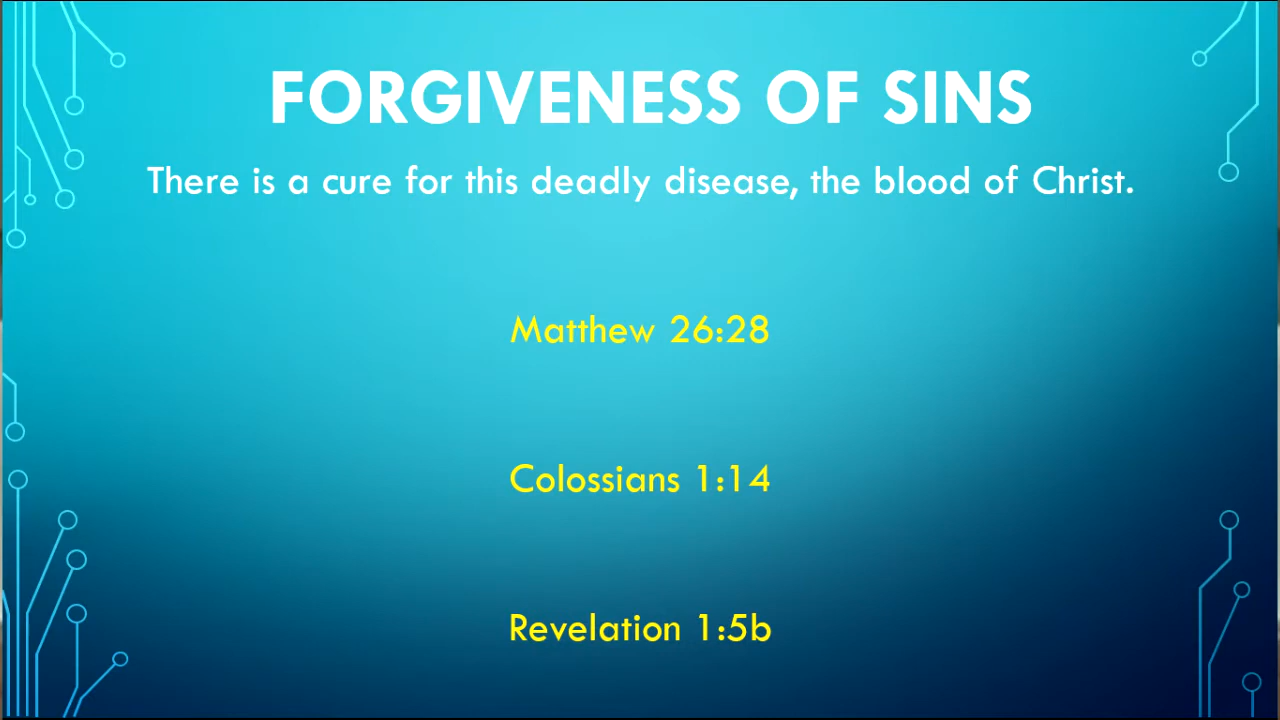 FORGIVENESS OF SINS
There is a cure for this deadly disease, the blood of Christ.
Matthew 26:28
Colossians 1:14
Revelation 1:5b